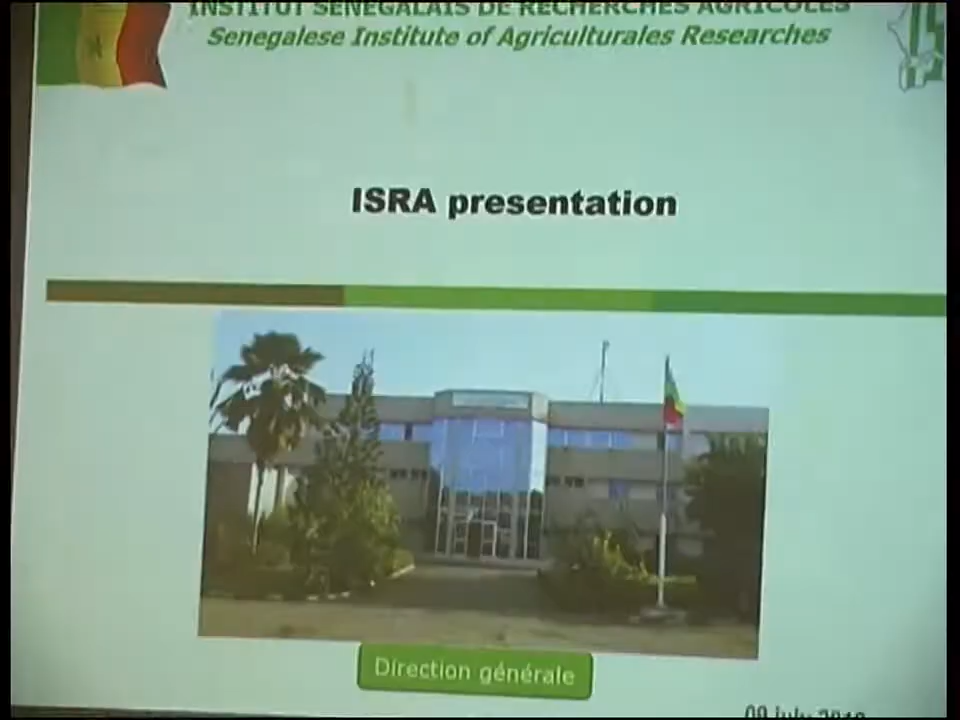 INSTITUT SENEGALAIS DE RECHERCHES AGRICOLES
Senegalese Institute of Agriculturales Researches
ISRA presentation
Direction générale
09 july